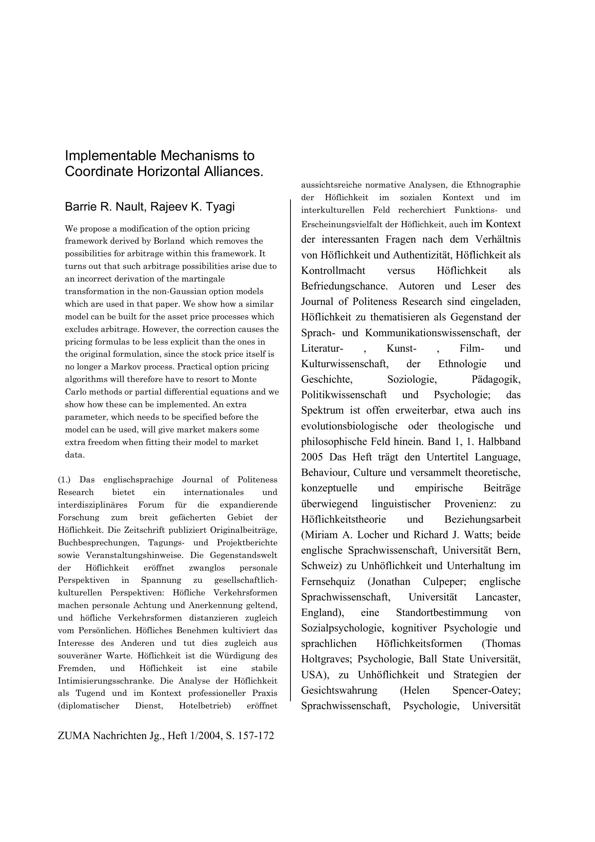 Implementable Mechanisms to
Coordinate Horizontal Alliances.
Barrie R. Nault, Rajeev K. Tyagi
We propose a modification of the option pricing
framework derived by Borland which removes the
possibilities for arbitrage within this framework. It
turns out that such arbitrage possibilities arise due to
an incorrect derivation of the martingale
transformation in the non-Gaussian option models
which are used in that paper. We show how a similar
model can be built for the asset price processes which
excludes arbitrage. However, the correction causes the
pricing formulas to be less explicit than the ones in
the original formulation, since the stock price itself is
no longer a Markov process. Practical option pricing
algorithms will therefore have to resort to Monte
Carlo methods or partial differential equations and we
show how these can be implemented. An extra
parameter, which needs to be specified before the
model can be used, will give market makers some
extra freedom when fitting their model to market
data.
(1.) Das englischsprachige Journal of Politeness
Research bietet ein internationales und
interdisziplinäres Forum für die expandierende
Forschung zum breit gefächerten Gebiet der
Höflichkeit. Die Zeitschrift publiziert Originalbeiträge,
Buchbesprechungen, Tagungs- und Projektberichte
sowie Veranstaltungshinweise. Die Gegenstandswelt
der Höflichkeit eröffnet zwanglos personale
Perspektiven in Spannung zu gesellschaftlich-
kulturellen Perspektiven: Höfliche Verkehrsformen
machen personale Achtung und Anerkennung geltend,
und höfliche Verkehrsformen distanzieren zugleich
vom Persönlichen. Höfliches Benehmen kultiviert das
Interesse des Anderen und tut dies zugleich aus
souveräner Warte. Höflichkeit ist die Würdigung des
Fremden, und Höflichkeit ist eine stabile
Intimisierungsschranke. Die Analyse der Höflichkeit
als Tugend und im Kontext professioneller Praxis
(diplomatischer Dienst, Hotelbetrieb) eröffnet
aussichtsreiche normative Analysen, die Ethnographie
der Höflichkeit im sozialen Kontext und im
interkulturellen Feld recherchiert Funktions- und
Erscheinungsvielfalt der Höflichkeit, auch im Kontext
der interessanten Fragen nach dem Verhältnis
von Höflichkeit und Authentizität, Höflichkeit als
Kontrollmacht versus Höflichkeit als
Befriedungschance. Autoren und Leser des
Journal of Politeness Research sind eingeladen,
Höflichkeit zu thematisieren als Gegenstand der
Sprach- und Kommunikationswissenschaft, der
Literatur- , Kunst- , Film- und
Kulturwissenschaft, der Ethnologie und
Geschichte, Soziologie, Pädagogik,
Politikwissenschaft und Psychologie; das
Spektrum ist offen erweiterbar, etwa auch ins
evolutionsbiologische oder theologische und
philosophische Feld hinein. Band 1, 1. Halbband
2005 Das Heft trägt den Untertitel Language,
Behaviour, Culture und versammelt theoretische,
konzeptuelle und empirische Beiträge
überwiegend linguistischer Provenienz: zu
Höflichkeitstheorie und Beziehungsarbeit
(Miriam A. Locher und Richard J. Watts; beide
englische Sprachwissenschaft, Universität Bern,
Schweiz) zu Unhöflichkeit und Unterhaltung im
Fernsehquiz (Jonathan Culpeper; englische
Sprachwissenschaft, Universität Lancaster,
England), eine Standortbestimmung von
Sozialpsychologie, kognitiver Psychologie und
sprachlichen Höflichkeitsformen (Thomas
Holtgraves; Psychologie, Ball State Universität,
USA), zu Unhöflichkeit und Strategien der
Gesichtswahrung (Helen Spencer-Oatey;
Sprachwissenschaft, Psychologie, Universität
ZUMA Nachrichten Jg., Heft 1/2004, S. 157-172